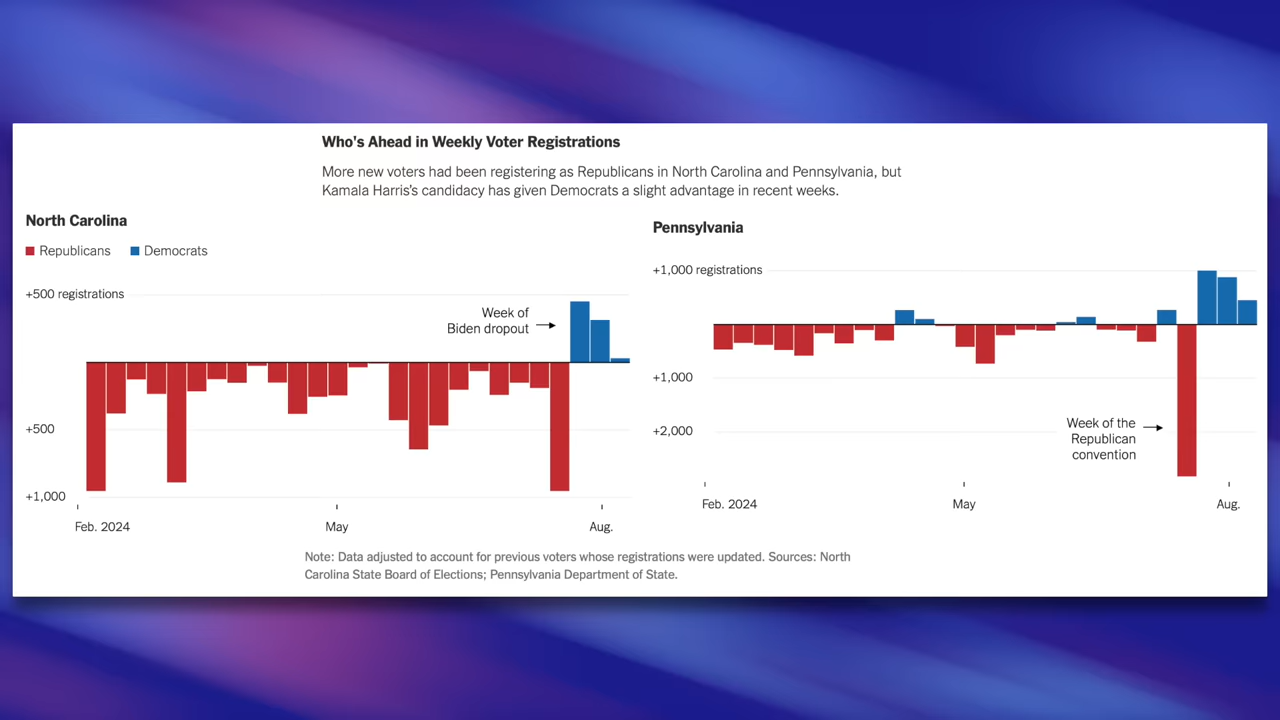 Who's Ahead in Weekly Voter Registrations
More new voters had been registering as Republicans in North Carolina and Pennsylvania, but
Kamala Harris's candidacy has given Democrats a slight advantage in recent weeks.
North Carolina
Republicans Democrats
+500 registrations
Week of
Biden dropout
+500
+1,000
Feb. 2024 May Aug.
Pennsylvania
+1,000 registrations
+1,000
+2,000
Week of the
Republican
convention
Feb. 2024 May Aug.
Note: Data adjusted to account for previous voters whose registrations were updated. Sources: North
Carolina State Board of Elections; Pennsylvania Department of State.